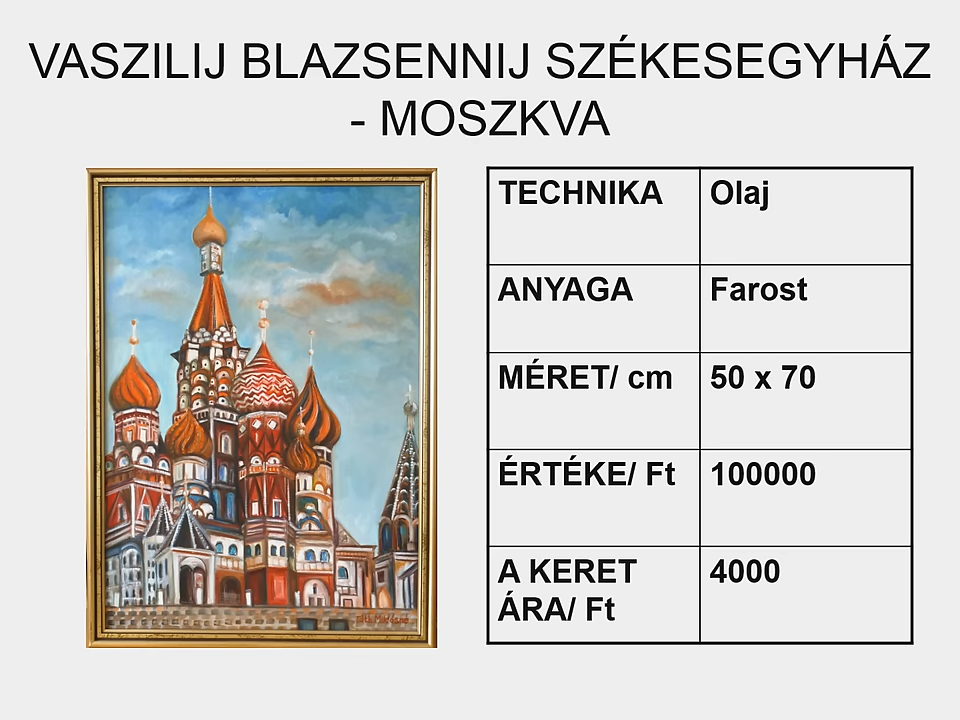 VASZILIJ BLAZSENNIJ SZÉKESEGYHÁZ
- MOSZKVA
TECHNIKA Olaj
ANYAGA Farost
MÉRET/ cm 50 x 70
ÉRTÉKE/ Ft 100000
A KERET 4000
ÁRA/ Ft